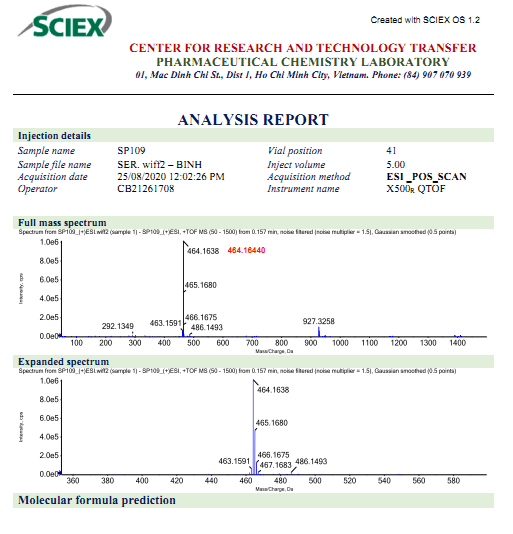 SCIEX
Created with SCIEX OS 1.2
CENTER FOR RESEARCH AND TECHNOLOGY TRANSFER
PHARMACEUTICAL CHEMISTRY LABORATORY
01, Mac Dinh Chi St., Dist 1, Ho Chi Minh City, Vietnam. Phone: (84) 907 070 939
ANALYSIS REPORT
Injection details
Sample name SP109 Vial position 41
Sample file name SER. wiff2 – BINH Inject volume 5.00
Acquisition date 25/08/2020 12:02:26 PM Acquisition method ESI _POS_SCAN
Operator CB21261708 Instrument name X500R QTOF
Full mass spectrum
Spectrum from SP109_(+)ESI.wiff2 (sample 1) - SP109_(+)ESI, +TOF MS (50 - 1500) from 0.157 min, noise filtered (noise multiplier = 1.5), Gaussian smoothed (0.5 points)
1.0e6
464.1638 464.16440
8.0e5
6.0e5
465.1680
4.0e5
2.0e5
292.1349 463.1591 466.1675 486.1493 927.3258
0.0e0
100 200 300 400 500 600 700 800 900 1000 1100 1200 1300 1400
Mass/Charge, Da
Intensity, cps
Expanded spectrum
Spectrum from SP109_(+)ESI.wiff2 (sample 1) - SP109_(+)ESI, +TOF MS (50 - 1500) from 0.157 min, noise filtered (noise multiplier = 1.5), Gaussian smoothed (0.5 points)
1.0e6
464.1638
8.0e5
6.0e5
465.1680
4.0e5
2.0e5
463.1591 466.1675 467.1683 486.1493
0.0e0
360 380 400 420 440 460 480 500 520 540 560 580
Mass/Charge, Da
Intensity, cps
Molecular formula prediction